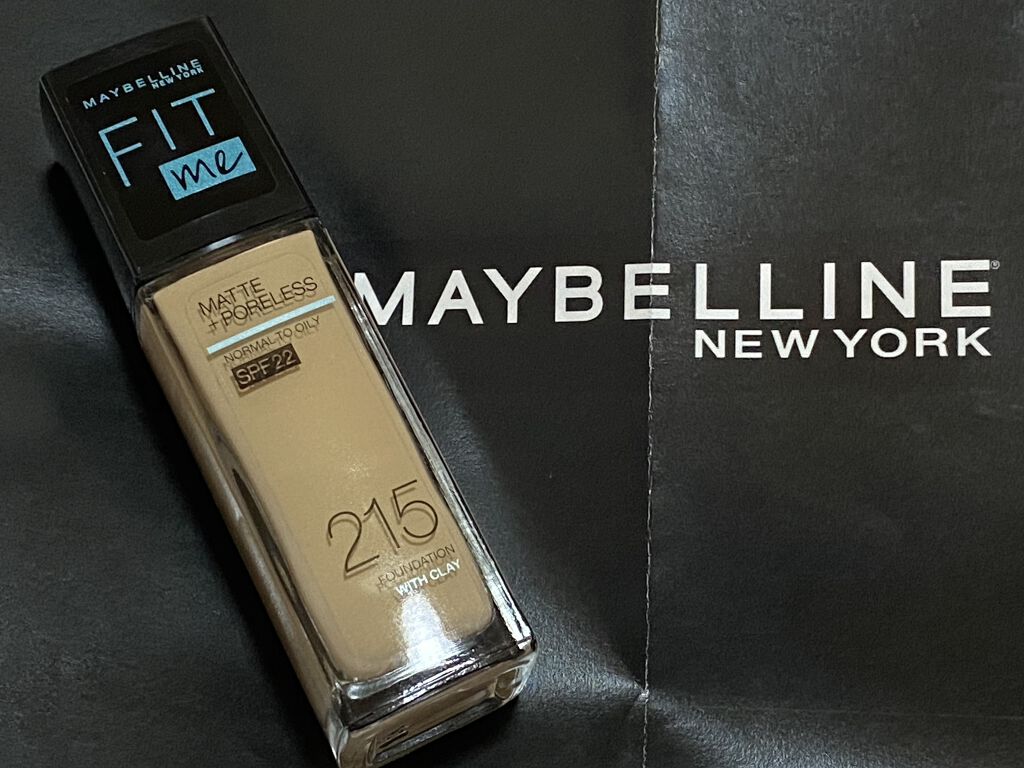 MAYBELLINE
NEW YORK
FIT
me
MATTE
+PORELESS
NORMAL TO OILY
SPF 22
215
FOUNDATION
WITH CLAY
MAYBELLINE®
NEW YORK